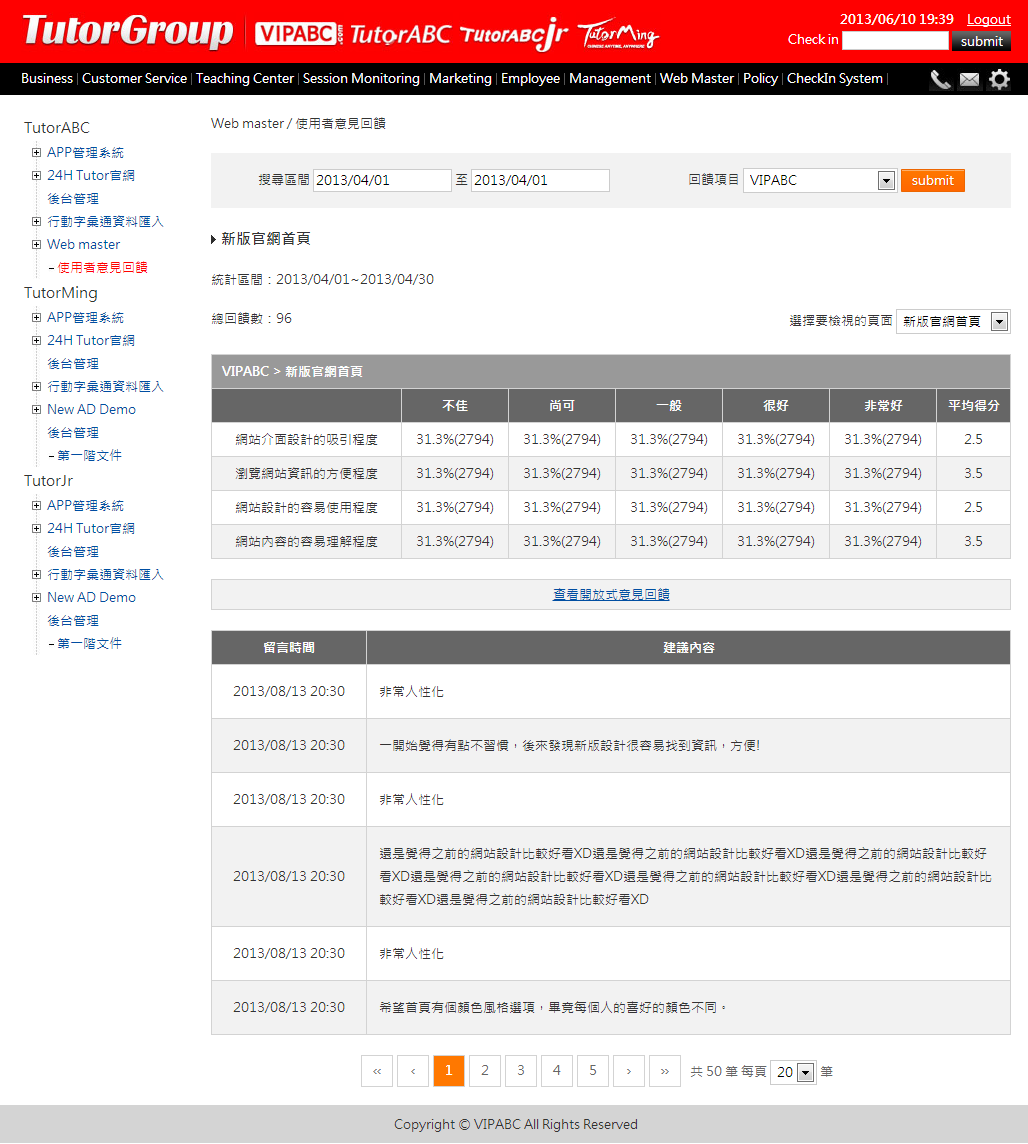 TutorGroup VIPABC.com TutorABC TutorABCjr TutorMing
CHINESE ANYTIME, ANYWHERE
2013/06/10 19:39 Logout
Check in submit
Business | Customer Service | Teaching Center | Session Monitoring | Marketing | Employee | Management | Web Master | Policy | CheckIn System |
TutorABC
APP管理系統
24H Tutor官網
後台管理
行動字彙通資料匯入
Web master
– 使用者意見回饋
TutorMing
APP管理系統
24H Tutor官網
後台管理
行動字彙通資料匯入
New AD Demo
後台管理
– 第一階文件
TutorJr
APP管理系統
24H Tutor官網
後台管理
行動字彙通資料匯入
New AD Demo
後台管理
– 第一階文件
Web master / 使用者意見回饋
搜尋區間 2013/04/01 至 2013/04/01 回饋項目 VIPABC submit
新版官網首頁
統計區間：2013/04/01~2013/04/30
總回饋數：96
選擇要檢視的頁面 新版官網首頁
VIPABC > 新版官網首頁
不佳 尚可 一般 很好 非常好 平均得分
網站介面設計的吸引程度 31.3%(2794) 31.3%(2794) 31.3%(2794) 31.3%(2794) 31.3%(2794) 2.5
瀏覽網站資訊的方便程度 31.3%(2794) 31.3%(2794) 31.3%(2794) 31.3%(2794) 31.3%(2794) 3.5
網站設計的容易使用程度 31.3%(2794) 31.3%(2794) 31.3%(2794) 31.3%(2794) 31.3%(2794) 2.5
網站內容的容易理解程度 31.3%(2794) 31.3%(2794) 31.3%(2794) 31.3%(2794) 31.3%(2794) 3.5
查看開放式意見回饋
留言時間 建議內容
2013/08/13 20:30 非常人性化
2013/08/13 20:30 一開始覺得有點不習慣，後來發現新版設計很容易找到資訊，方便!
2013/08/13 20:30 非常人性化
2013/08/13 20:30 還是覺得之前的網站設計比較好看XD還是覺得之前的網站設計比較好看XD還是覺得之前的網站設計比較好
看XD還是覺得之前的網站設計比較好看XD還是覺得之前的網站設計比較好看XD還是覺得之前的網站設計比
較好看XD還是覺得之前的網站設計比較好看XD
2013/08/13 20:30 非常人性化
2013/08/13 20:30 希望首頁有個顏色風格選項，畢竟每個人的喜好的顏色不同。
« ‹ 1 2 3 4 5 › » 共 50 筆 每頁 20 筆
Copyright © VIPABC All Rights Reserved